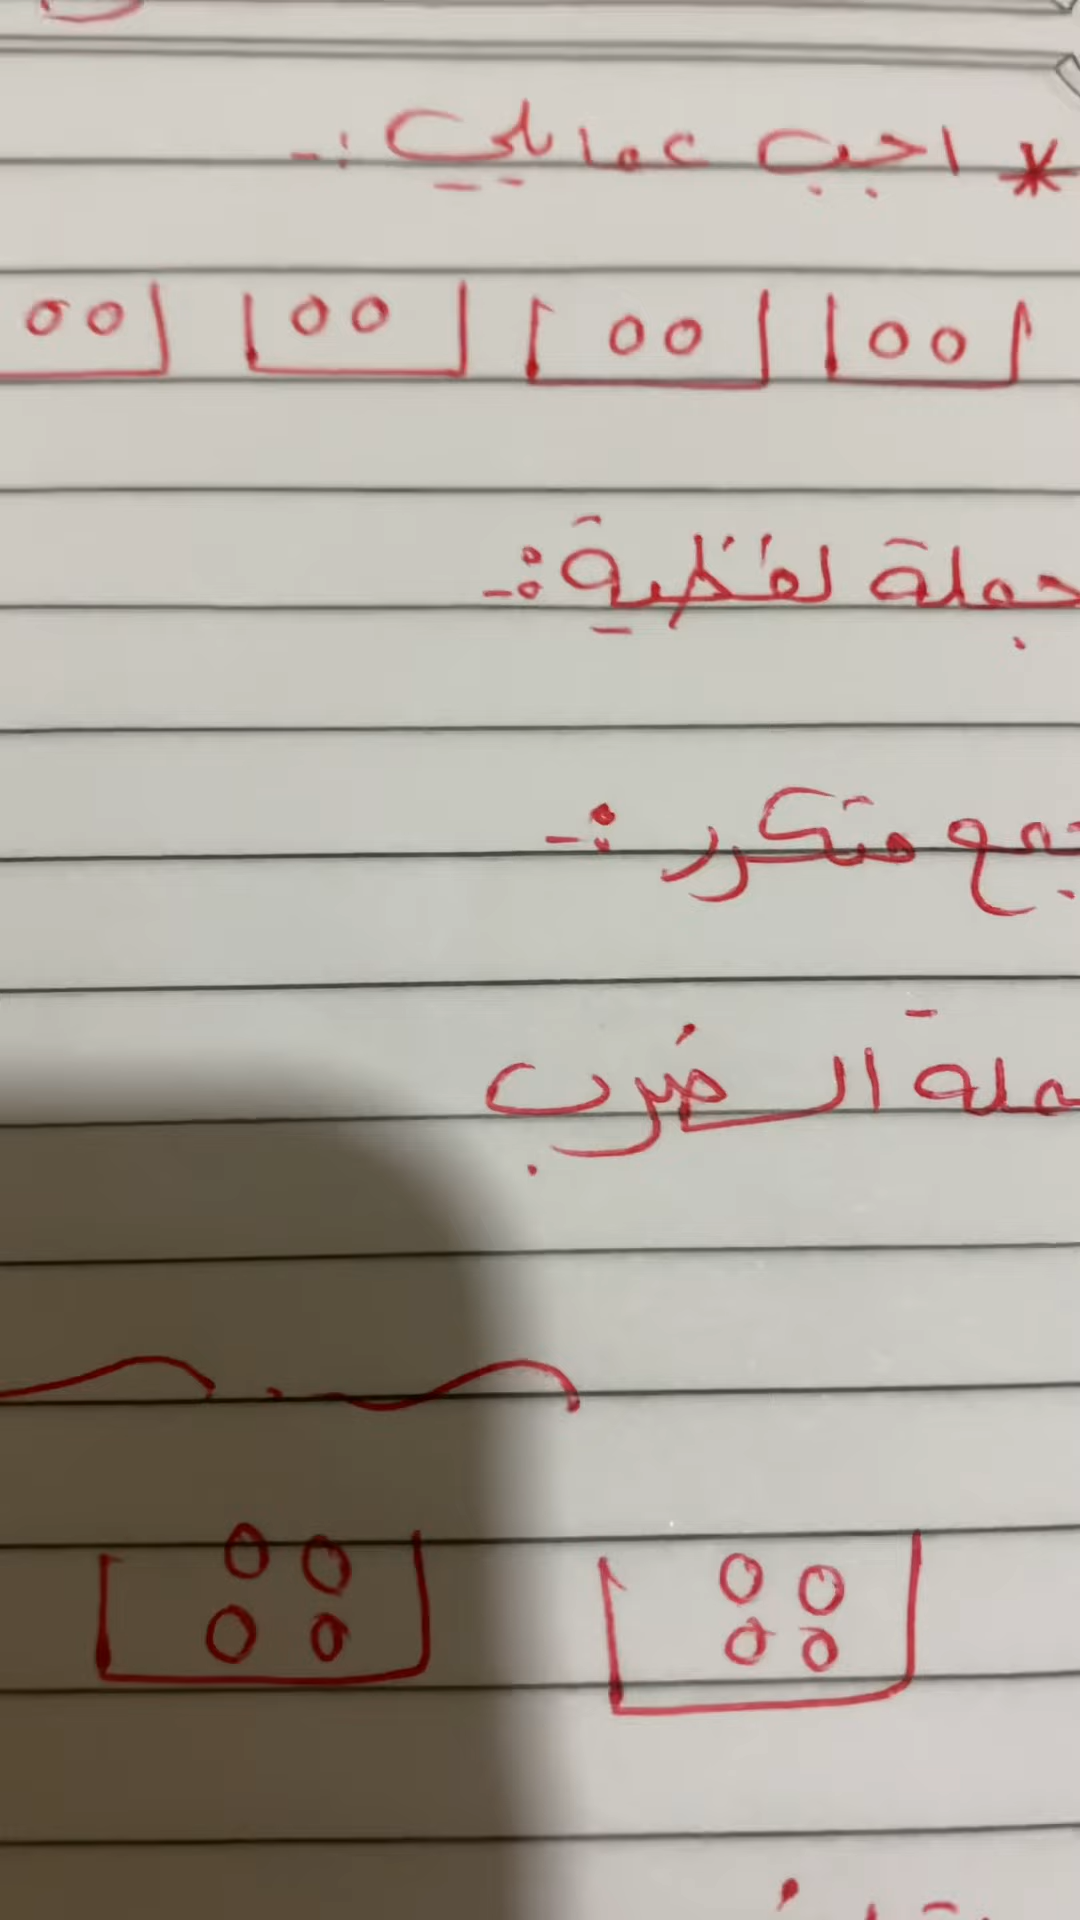 * اجب عما يلي :-
جملة لفظية :-
جمع متكرر :-
جملة الضرب